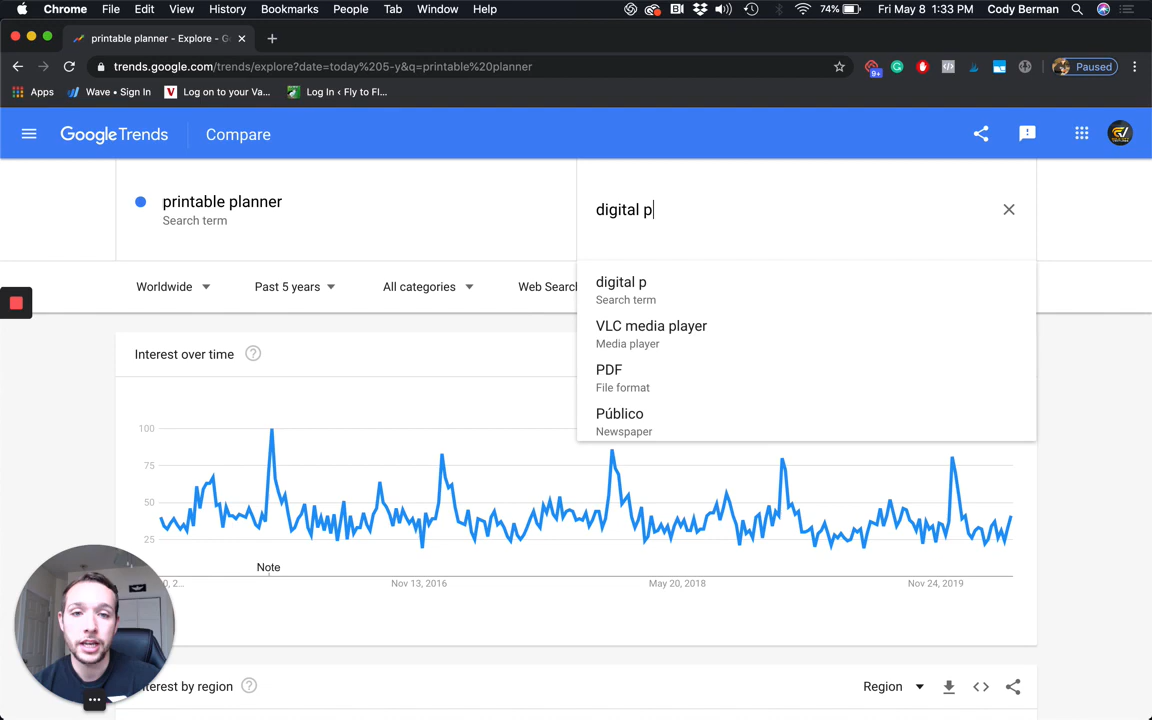 Chrome File Edit View History Bookmarks People Tab Window Help 74% Fri May 8 1:33 PM Cody Berman
printable planner - Explore - G
trends.google.com/trends/explore?date=today%205-y&q=printable%20planner 9+ Paused
Apps Wave • Sign In Log on to your Va... Log In ‹ Fly to Fl...
Google Trends Compare
printable planner
Search term
digital p
Worldwide Past 5 years All categories Web Search
digital p
Search term
VLC media player
Media player
PDF
File format
Público
Newspaper
Interest over time
100
75
50
25
Note
0, 2... Nov 13, 2016 May 20, 2018 Nov 24, 2019
terest by region Region